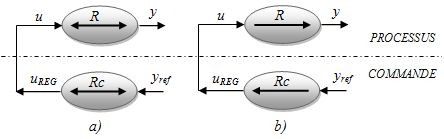 u R y u R y
PROCESSUS
COMMANDE
uREG Rc yref uREG Rc yref
a) b)